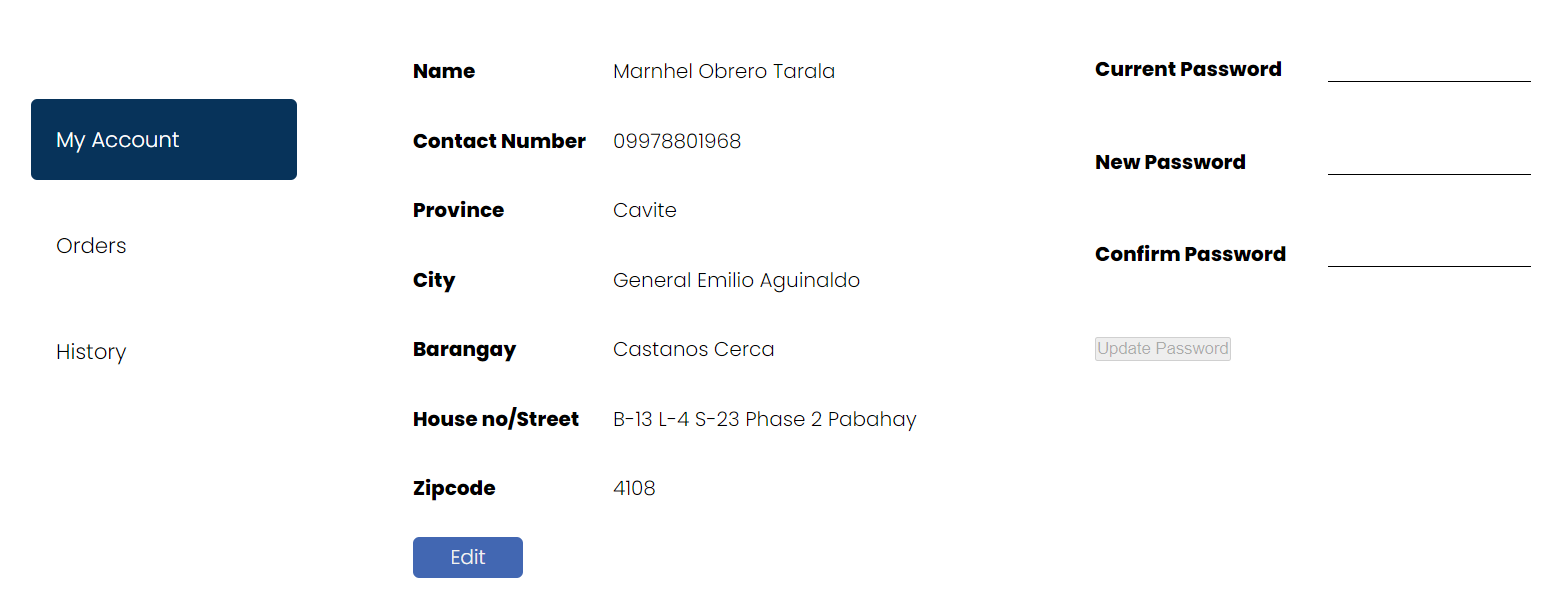 My Account
Orders
History
Name Marnhel Obrero Tarala
Contact Number 09978801968
Province Cavite
City General Emilio Aguinaldo
Barangay Castanos Cerca
House no/Street B-13 L-4 S-23 Phase 2 Pabahay
Zipcode 4108
Edit
Current Password
New Password
Confirm Password
Update Password